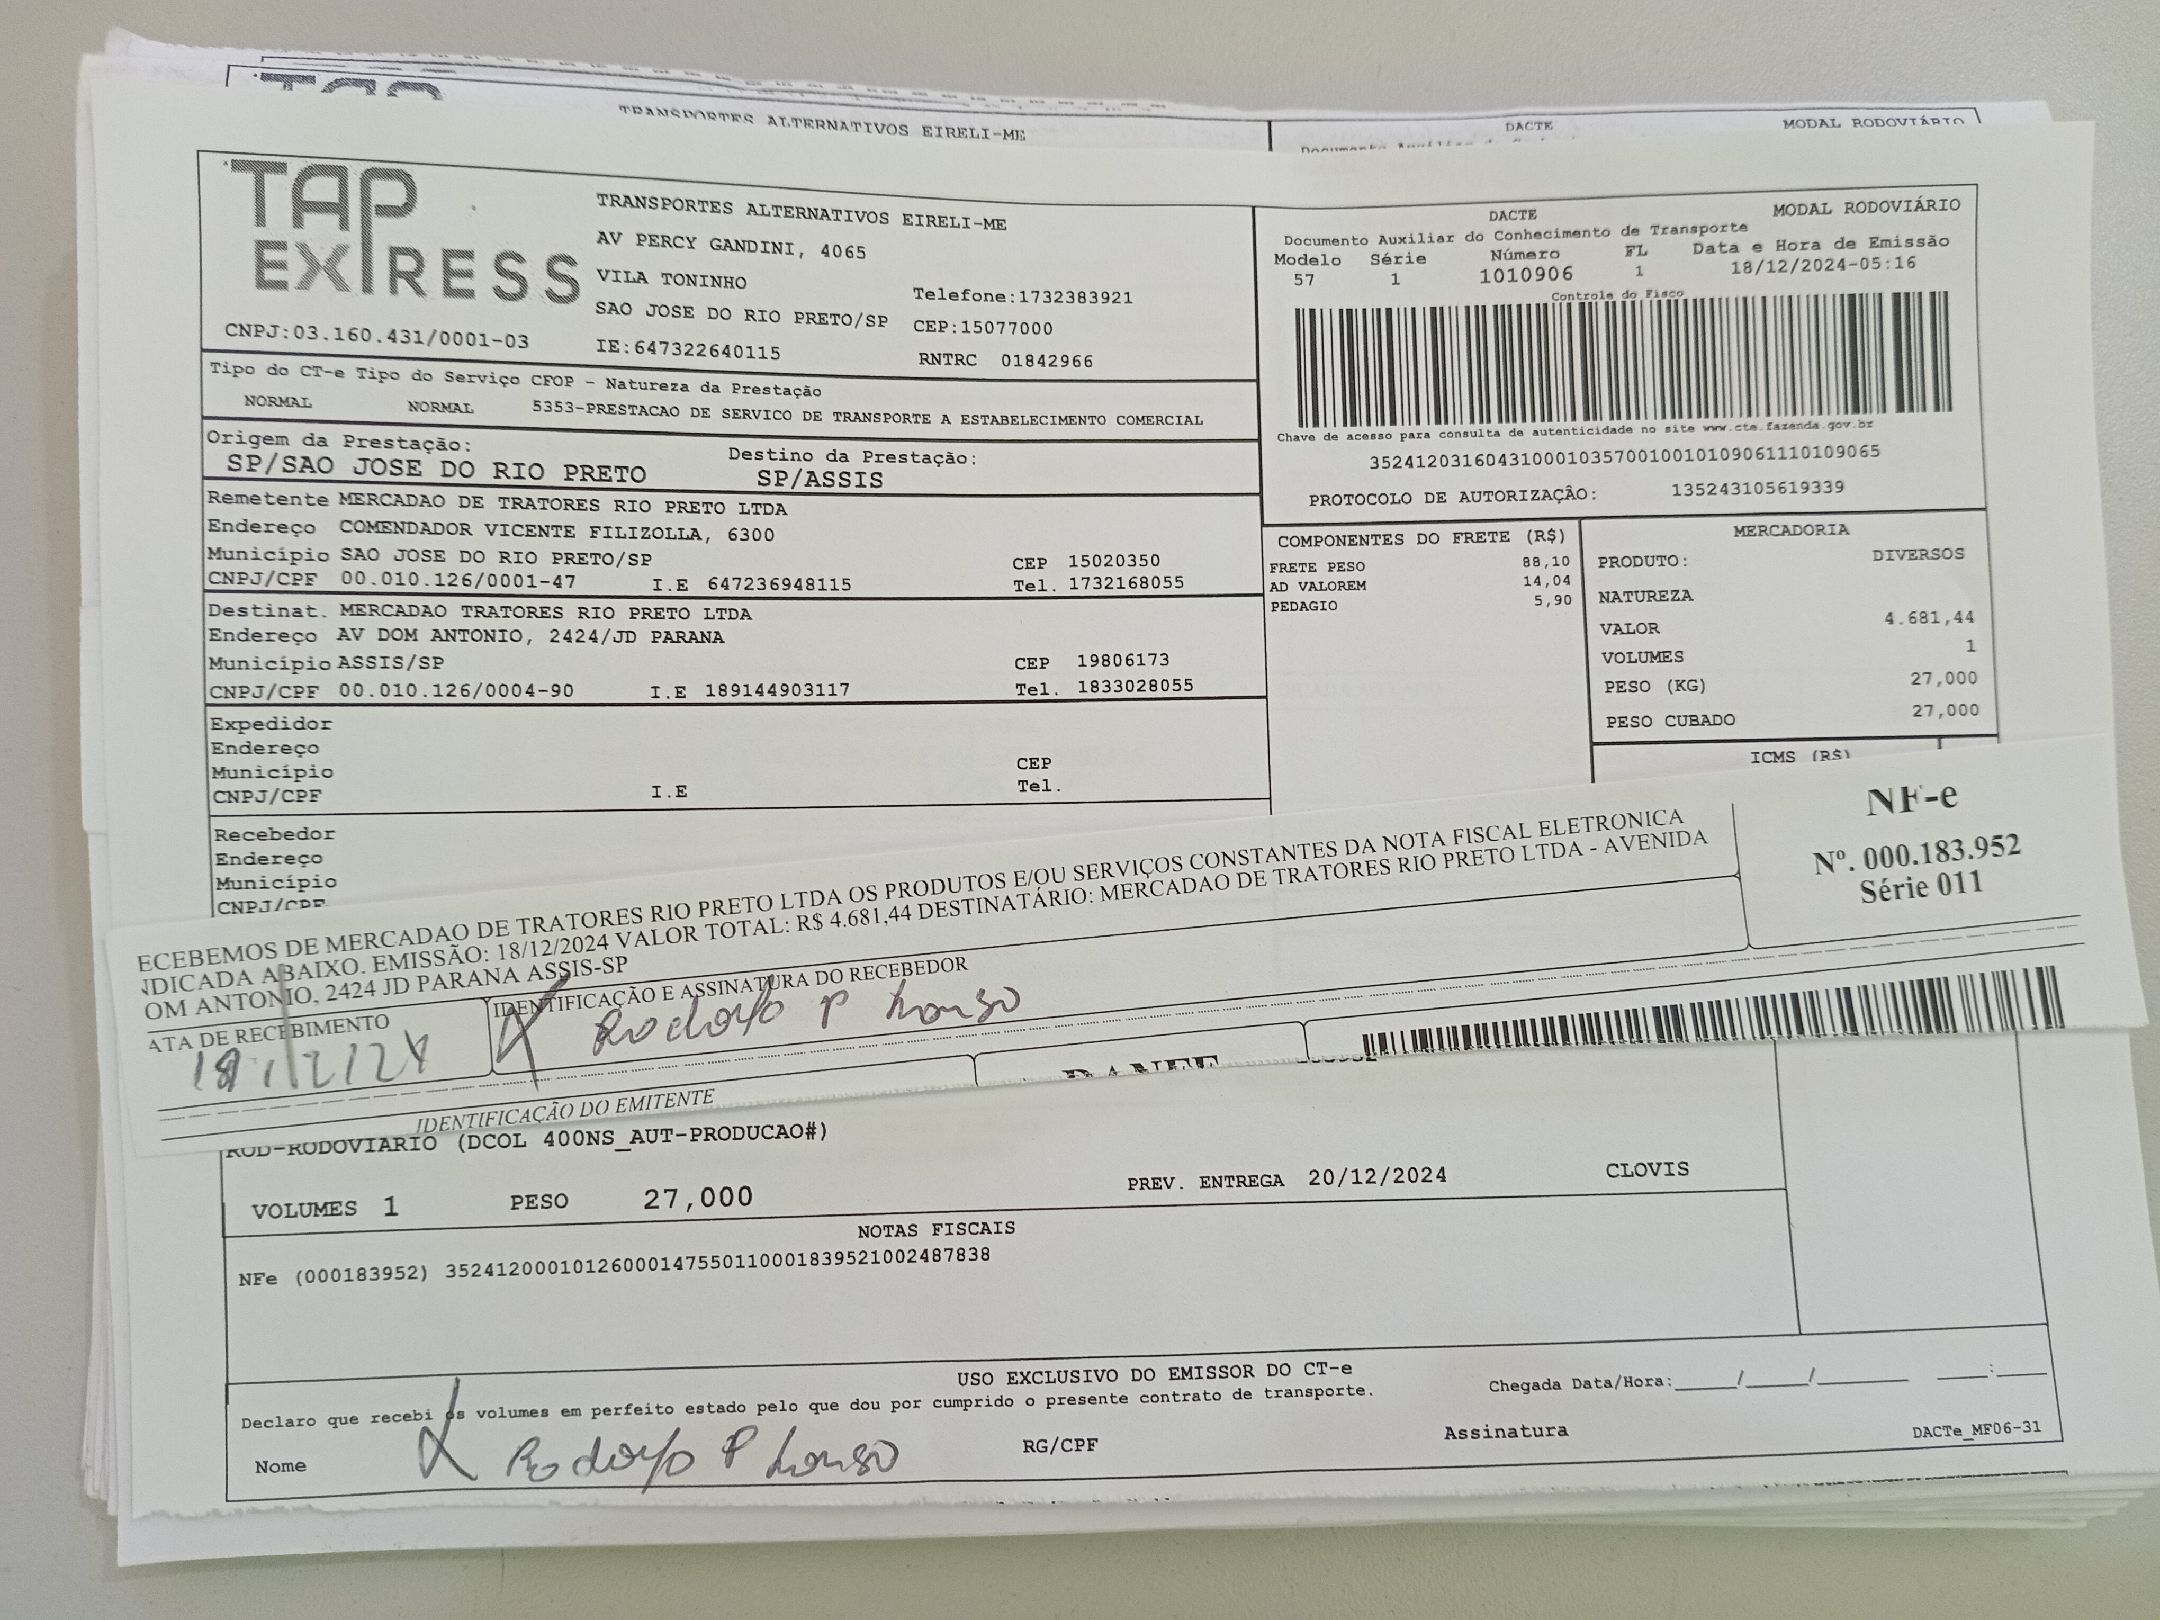 TRANSPORTES ALTERNATIVOS EIRELI-ME
DACTE
MODAL RODOVIÁRIO
TAP
EXPRESS
CNPJ:03.160.431/0001-03
TRANSPORTES ALTERNATIVOS EIRELI-ME
AV PERCY GANDINI, 4065
VILA TONINHO
Telefone:1732383921
SAO JOSE DO RIO PRETO/SP CEP:15077000
IE:647322640115
RNTRC 01842966
DACTE
MODAL RODOVIÁRIO
Documento Auxiliar do Conhecimento de Transporte
Modelo Série Número FL Data e Hora de Emissão
57 1 1010906 1 18/12/2024-05:16
Controle do Fisco
Chave de acesso para consulta de autenticidade no site www.cte.fazenda.gov.br
35241203160431000103570010010109061110109065
PROTOCOLO DE AUTORIZAÇÃO: 135243105619339
Tipo do CT-e Tipo do Serviço CFOP - Natureza da Prestação
NORMAL NORMAL 5353-PRESTACAO DE SERVICO DE TRANSPORTE A ESTABELECIMENTO COMERCIAL
Origem da Prestação: Destino da Prestação:
SP/SAO JOSE DO RIO PRETO SP/ASSIS
Remetente MERCADAO DE TRATORES RIO PRETO LTDA
Endereço COMENDADOR VICENTE FILIZOLLA, 6300
Município SAO JOSE DO RIO PRETO/SP CEP 15020350
CNPJ/CPF 00.010.126/0001-47 I.E 647236948115 Tel. 1732168055
Destinat. MERCADAO TRATORES RIO PRETO LTDA
Endereço AV DOM ANTONIO, 2424/JD PARANA
Município ASSIS/SP CEP 19806173
CNPJ/CPF 00.010.126/0004-90 I.E 189144903117 Tel. 1833028055
Expedidor
Endereço
Município CEP
CNPJ/CPF I.E Tel.
Recebedor
Endereço
Município
CNPJ/CPF
COMPONENTES DO FRETE (R$)
FRETE PESO 88,10
AD VALOREM 14,04
PEDAGIO 5,90
MERCADORIA
PRODUTO: DIVERSOS
NATUREZA
VALOR 4.681,44
VOLUMES 1
PESO (KG) 27,000
PESO CUBADO 27,000
ICMS (R$)
ECEBEMOS DE MERCADAO DE TRATORES RIO PRETO LTDA OS PRODUTOS E/OU SERVIÇOS CONSTANTES DA NOTA FISCAL ELETRONICA
NDICADA ABAIXO. EMISSÃO: 18/12/2024 VALOR TOTAL: R$ 4.681,44 DESTINATÁRIO: MERCADAO DE TRATORES RIO PRETO LTDA - AVENIDA
OM ANTONIO, 2424 JD PARANA ASSIS-SP
NF-e
Nº. 000.183.952
Série 011
ATA DE RECEBIMENTO
IDENTIFICAÇÃO E ASSINATURA DO RECEBEDOR
Rodolfo P
IDENTIFICAÇÃO DO EMITENTE
DANFE
ROD-RODOVIARIO (DCOL 400NS_AUT-PRODUCAO#)
VOLUMES 1 PESO 27,000 PREV. ENTREGA 20/12/2024 CLOVIS
NOTAS FISCAIS
NFe (000183952) 35241200010126000147550110001839521002487838
USO EXCLUSIVO DO EMISSOR DO CT-e
Declaro que recebi os volumes em perfeito estado pelo que dou por cumprido o presente contrato de transporte.
Chegada Data/Hora:_____/_____/________ ____:____
Nome Rodolfo P
RG/CPF
Assinatura
DACTe_MF06-31